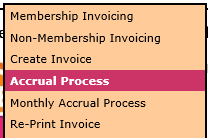 Membership Invoicing
Non-Membership Invoicing
Create Invoice
Accrual Process
Monthly Accrual Process
Re-Print Invoice